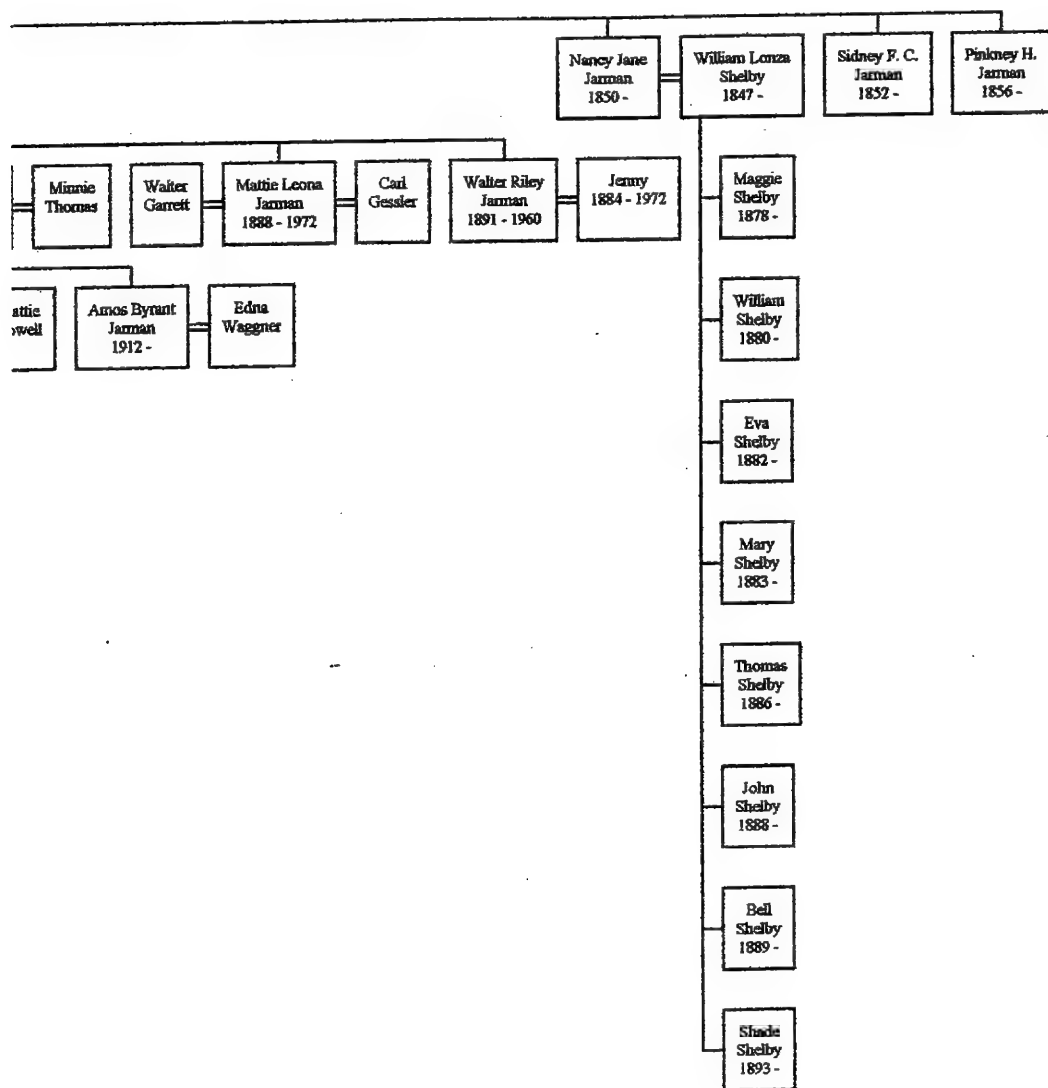 Nancy Jane
Jarman
1850 -
William Lonza
Shelby
1847 -
Sidney F. C.
Jarman
1852 -
Pinkney H.
Jarman
1856 -
Minnie
Thomas
Walter
Garrett
Mattie Leona
Jarman
1888 - 1972
Carl
Gessler
Walter Riley
Jarman
1891 - 1960
Jenny
1884 - 1972
Maggie
Shelby
1878 -
attie
owell
Amos Byrant
Jarman
1912 -
Edna
Waggner
William
Shelby
1880 -
Eva
Shelby
1882 -
Mary
Shelby
1883 -
Thomas
Shelby
1886 -
John
Shelby
1888 -
Bell
Shelby
1889 -
Shade
Shelby
1893 -